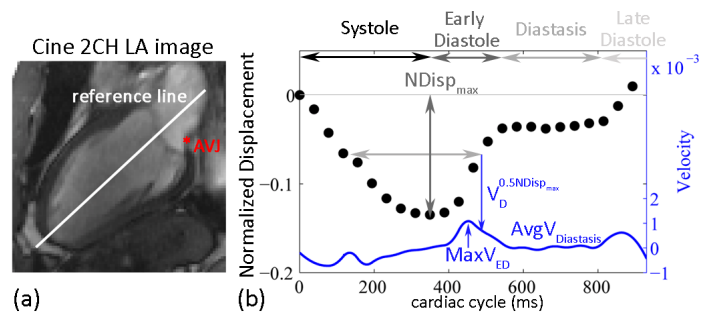 Cine 2CH LA image
reference line
AVJ
(a)
Systole
Early
Diastole
Diastasis
Late
Diastole
x 10⁻³
NDisp_max
Normalized Displacement
0
−0.1
−0.2
V_D^0.5NDisp_max
MaxV_ED
AvgV_Diastasis
Velocity
2
1
0
−1
0 200 400 600 800
cardiac cycle (ms)
(b)